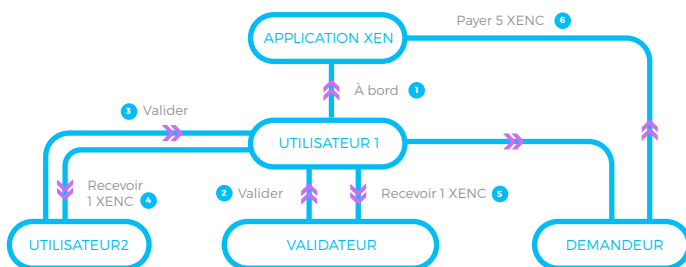 Payer 5 XENC 6
APPLICATION XEN
À bord 1
3 Valider
UTILISATEUR 1
Recevoir
1 XENC 4
2 Valider
Recevoir 1 XENC 5
UTILISATEUR2
VALIDATEUR
DEMANDEUR